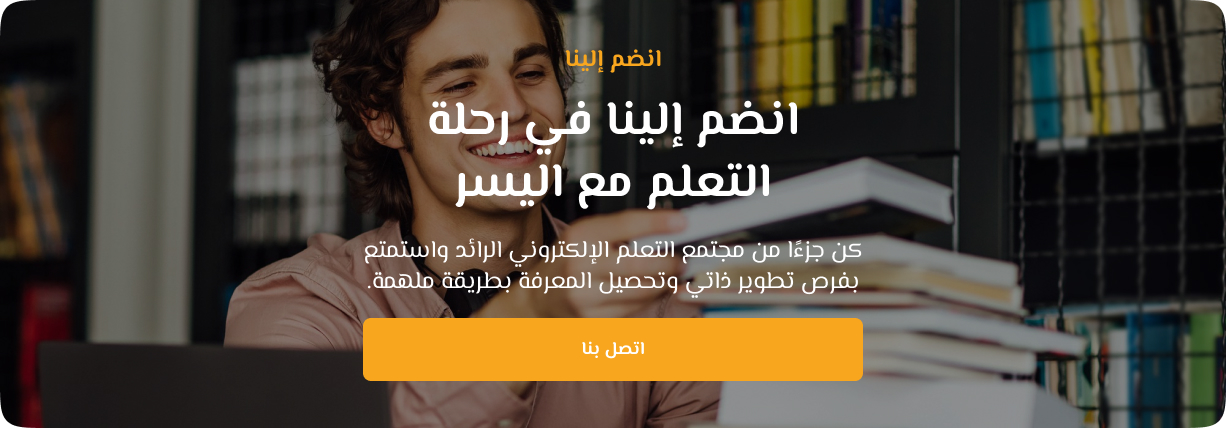 انضم إلينا
انضم إلينا في رحلة
التعلم مع اليسر
كن جزءًا من مجتمع التعلم الإلكتروني الرائد واستمتع
بفرص تطوير ذاتي وتحصيل المعرفة بطريقة ملهمة.
اتصل بنا